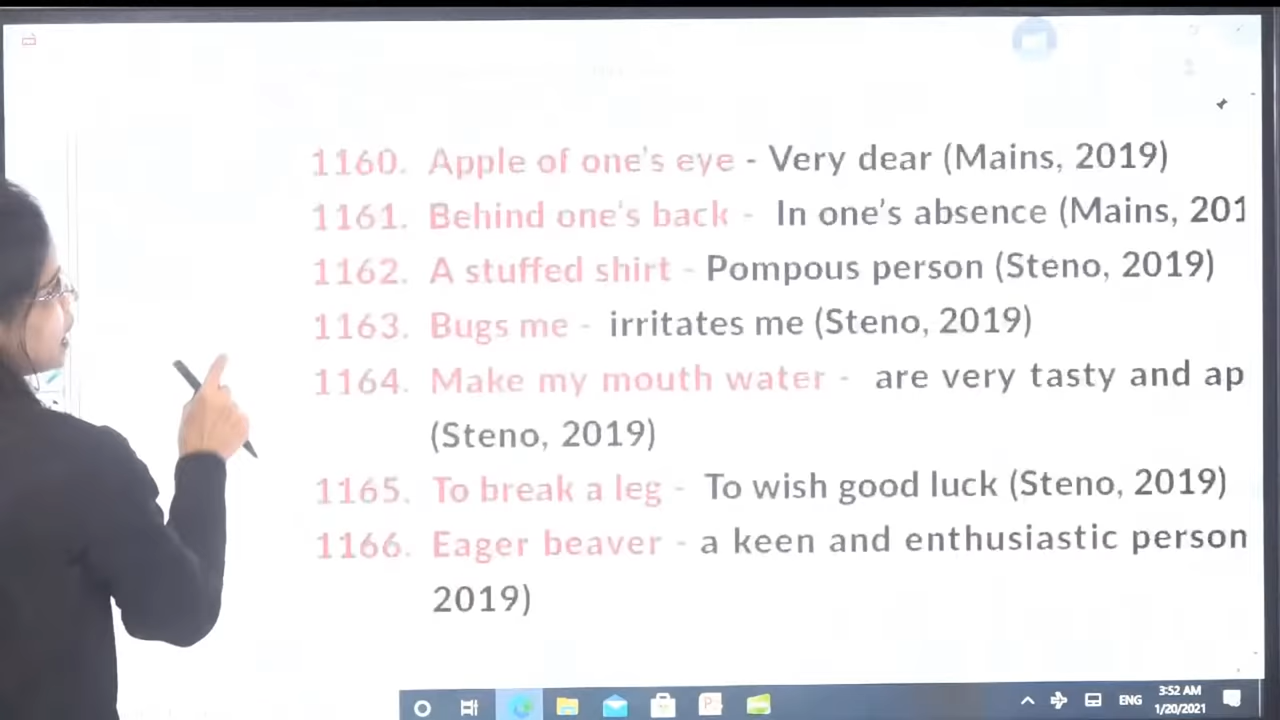 1160. Apple of one's eye - Very dear (Mains, 2019)
1161. Behind one's back - In one's absence (Mains, 201
1162. A stuffed shirt - Pompous person (Steno, 2019)
1163. Bugs me - irritates me (Steno, 2019)
1164. Make my mouth water - are very tasty and ap
(Steno, 2019)
1165. To break a leg - To wish good luck (Steno, 2019)
1166. Eager beaver - a keen and enthusiastic person
2019)
ENG
3:52 AM
1/20/2021